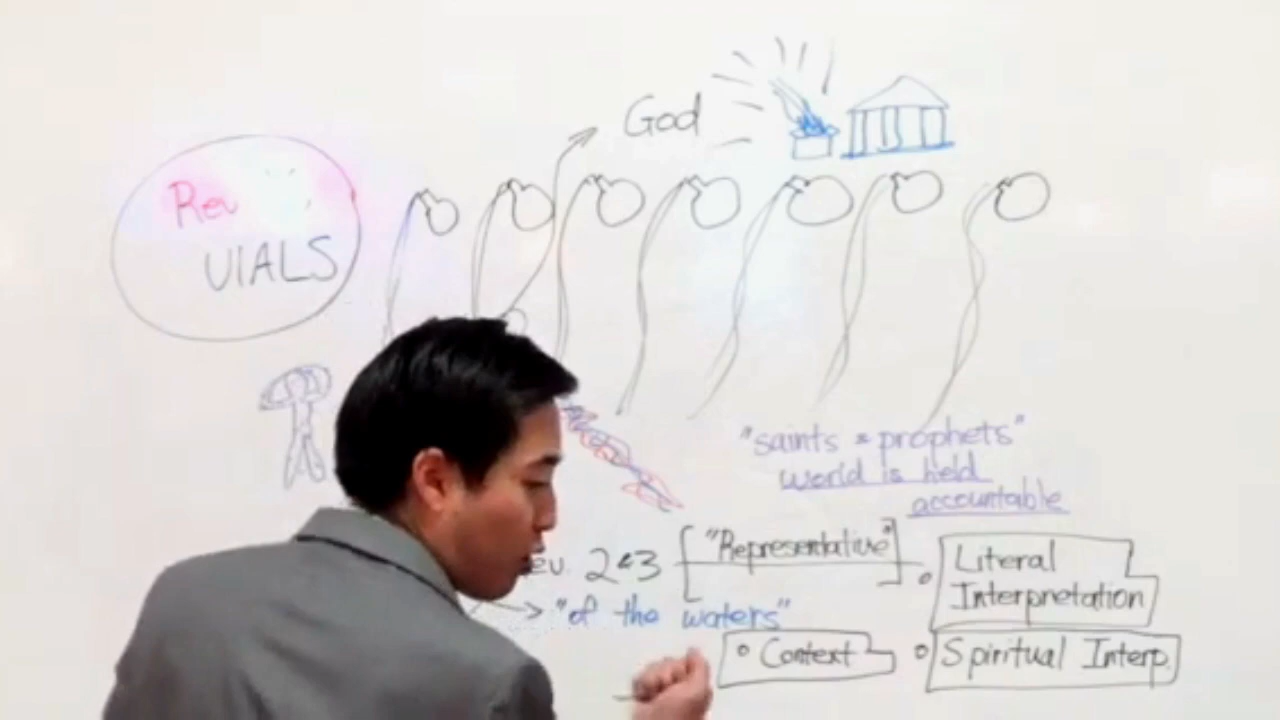 God
Rev
VIALS
"saints & prophets"
world is held
accountable
ev. 2&3 ["Representative"]
"of the waters"
Literal
Interpretation
Context
Spiritual Interp.